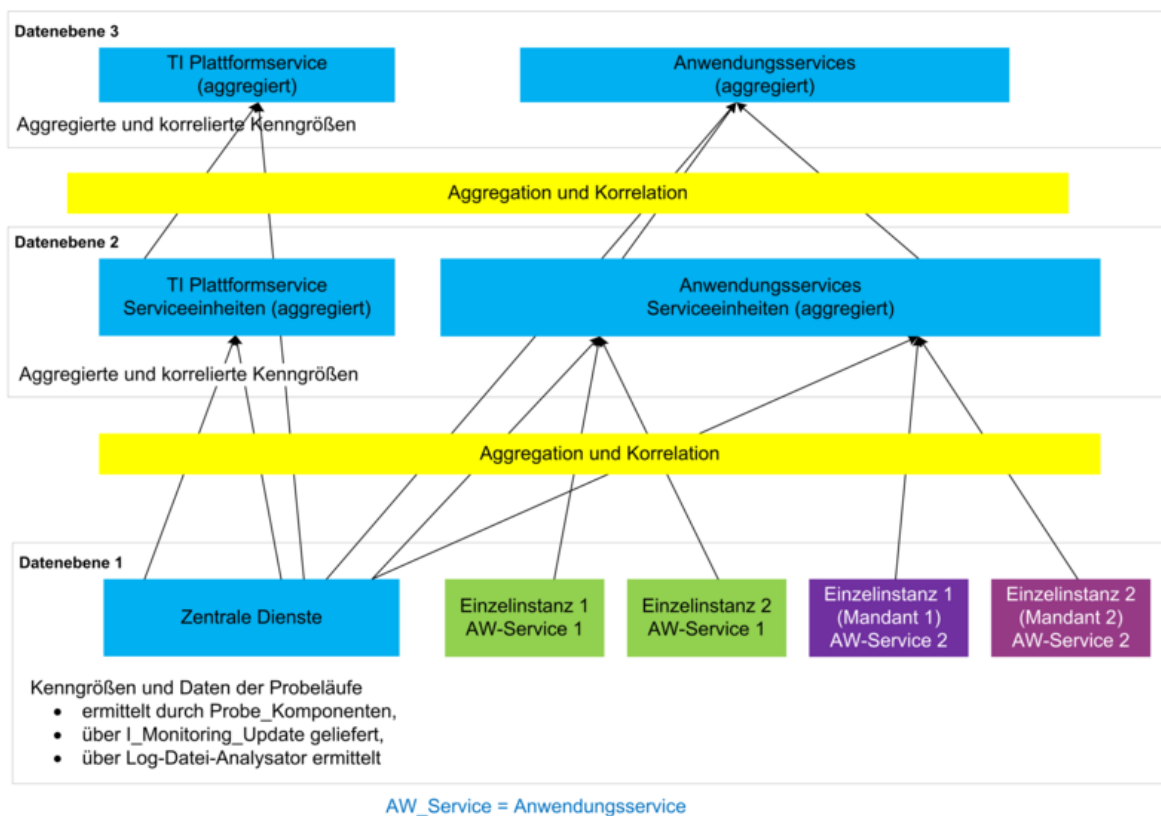 Datenebene 3
TI Plattformservice
(aggregiert)
Anwendungsservices
(aggregiert)
Aggregierte und korrelierte Kenngrößen
Aggregation und Korrelation
Datenebene 2
TI Plattformservice
Serviceeinheiten (aggregiert)
Anwendungsservices
Serviceeinheiten (aggregiert)
Aggregierte und korrelierte Kenngrößen
Aggregation und Korrelation
Datenebene 1
Zentrale Dienste
Einzelinstanz 1
AW-Service 1
Einzelinstanz 2
AW-Service 1
Einzelinstanz 1
(Mandant 1)
AW-Service 2
Einzelinstanz 2
(Mandant 2)
AW-Service 2
Kenngrößen und Daten der Probeläufe
• ermittelt durch Probe_Komponenten,
• über I_Monitoring_Update geliefert,
• über Log-Datei-Analysator ermittelt
AW_Service = Anwendungsservice